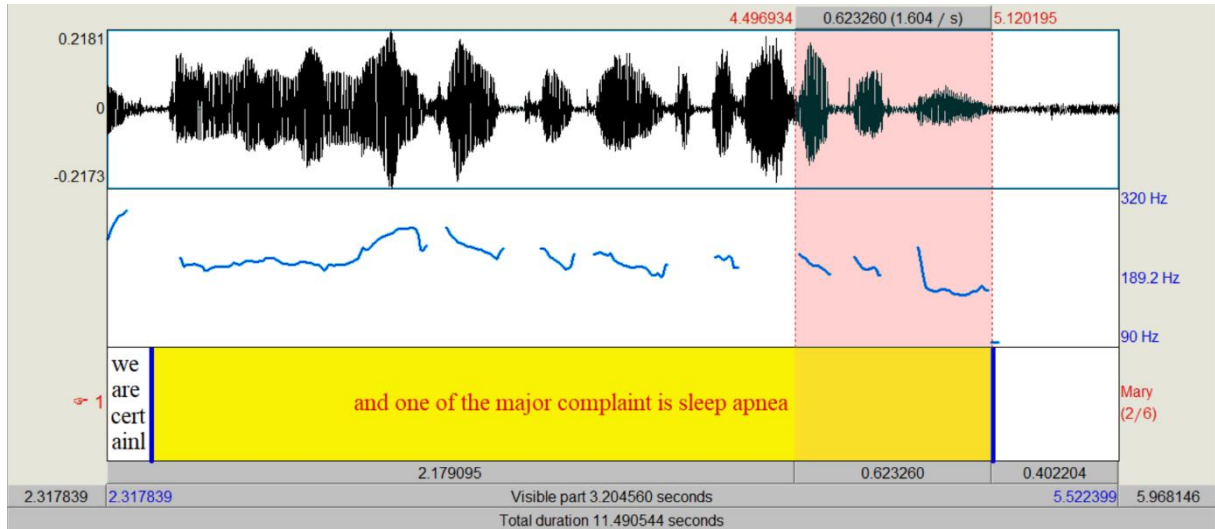 4.496934 0.623260 (1.604 / s) 5.120195
0.2181
0
-0.2173
320 Hz
189.2 Hz
90 Hz
we
are
cert
ainl
and one of the major complaint is sleep apnea
☞ 1
Mary
(2/6)
2.179095 0.623260 0.402204
2.317839 2.317839 Visible part 3.204560 seconds 5.522399 5.968146
Total duration 11.490544 seconds